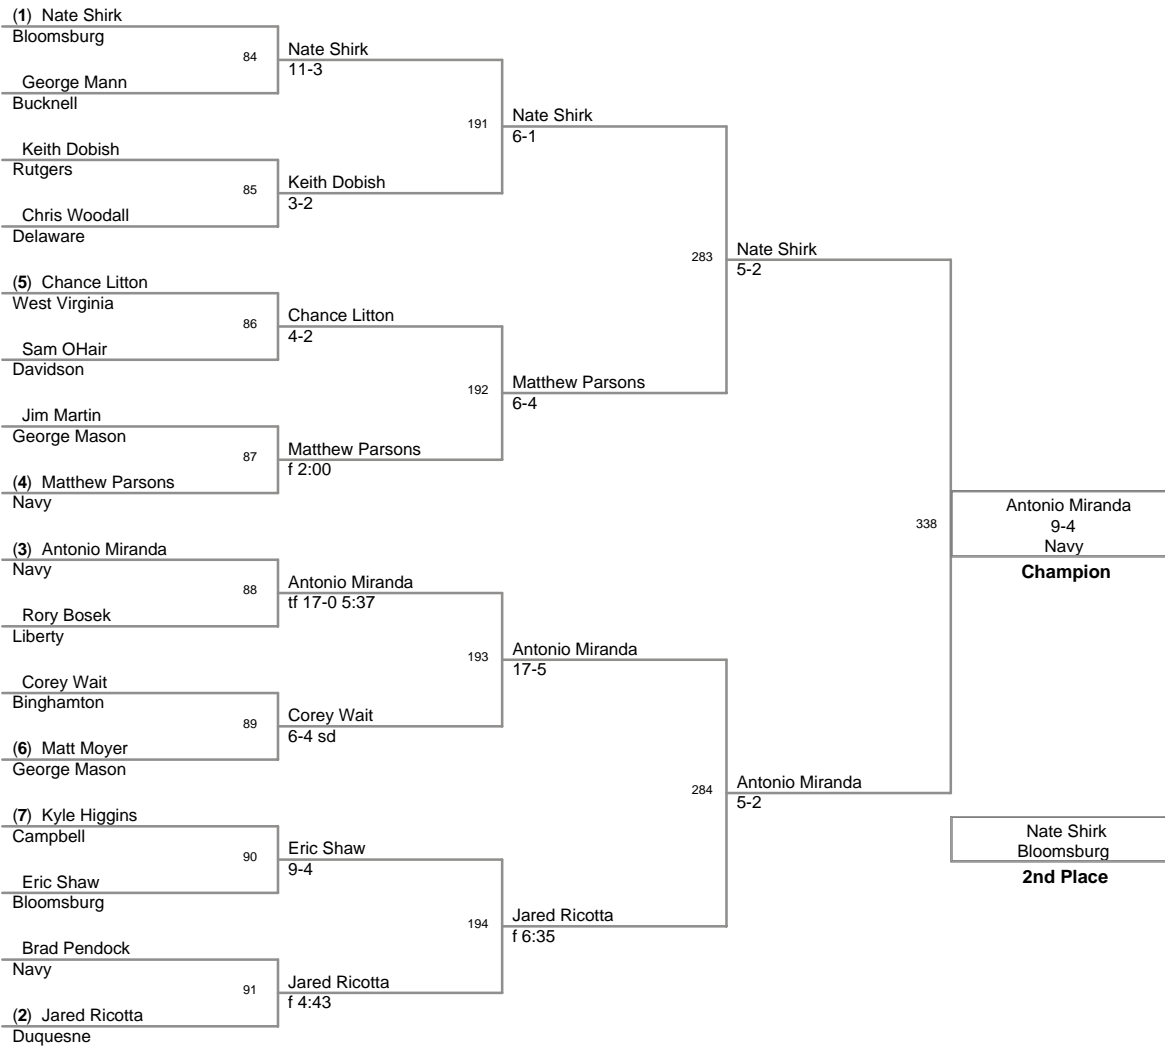 (1) Nate Shirk
Bloomsburg
84
George Mann
Bucknell
Nate Shirk
11-3
Keith Dobish
Rutgers
85
Chris Woodall
Delaware
Keith Dobish
3-2
191
Nate Shirk
6-1
(5) Chance Litton
West Virginia
86
Sam OHair
Davidson
Chance Litton
4-2
Jim Martin
George Mason
87
(4) Matthew Parsons
Navy
Matthew Parsons
f 2:00
192
Matthew Parsons
6-4
283
Nate Shirk
5-2
(3) Antonio Miranda
Navy
88
Rory Bosek
Liberty
Antonio Miranda
tf 17-0 5:37
Corey Wait
Binghamton
89
(6) Matt Moyer
George Mason
Corey Wait
6-4 sd
193
Antonio Miranda
17-5
(7) Kyle Higgins
Campbell
90
Eric Shaw
Bloomsburg
Eric Shaw
9-4
Brad Pendock
Navy
91
(2) Jared Ricotta
Duquesne
Jared Ricotta
f 4:43
194
Jared Ricotta
f 6:35
284
Antonio Miranda
5-2
338
Antonio Miranda
9-4
Navy
Champion
Nate Shirk
Bloomsburg
2nd Place